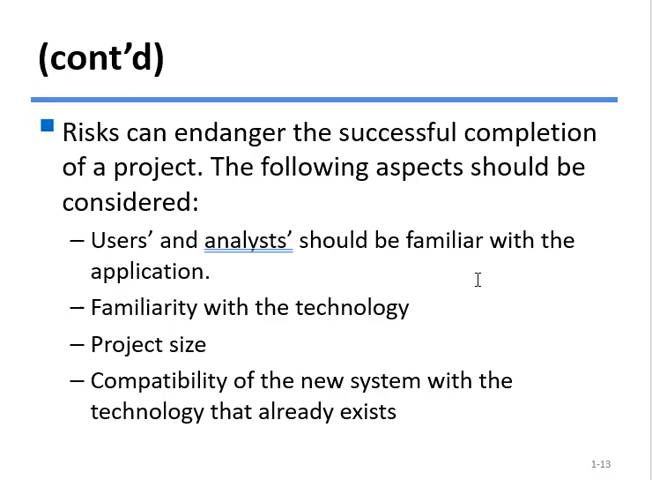 (cont’d)
Risks can endanger the successful completion
of a project. The following aspects should be
considered:
– Users’ and analysts’ should be familiar with the
application.
– Familiarity with the technology
– Project size
– Compatibility of the new system with the
technology that already exists
1-13